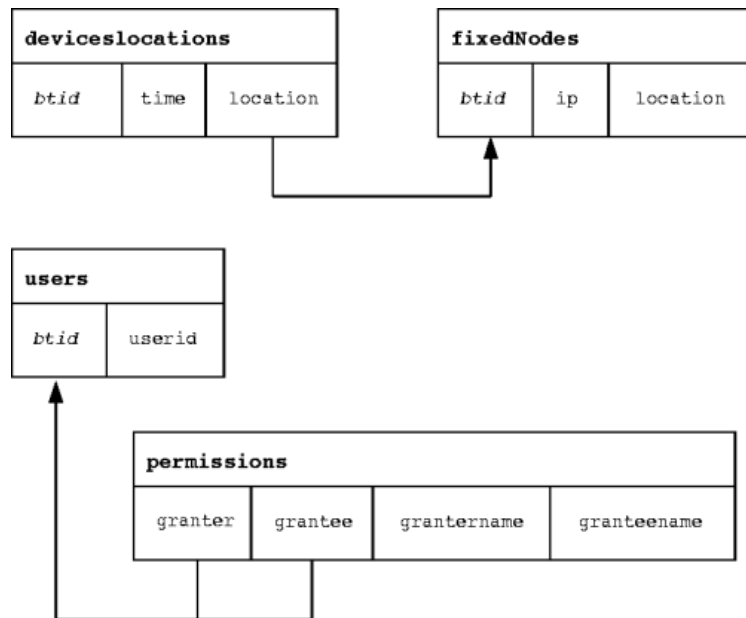 deviceslocations
btid time location
fixedNodes
btid ip location
users
btid userid
permissions
granter grantee grantername granteename